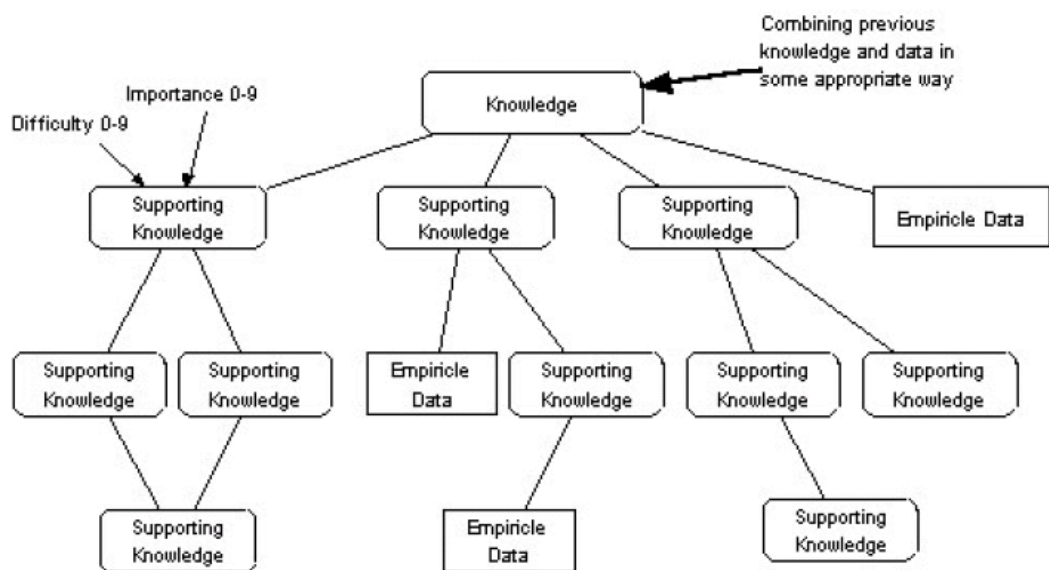 Combining previous
knowledge and data in
some appropriate way
Knowledge
Importance 0-9
Difficulty 0-9
Supporting
Knowledge
Supporting
Knowledge
Supporting
Knowledge
Empiricle Data
Supporting
Knowledge
Supporting
Knowledge
Empiricle
Data
Supporting
Knowledge
Supporting
Knowledge
Supporting
Knowledge
Supporting
Knowledge
Empiricle
Data
Supporting
Knowledge